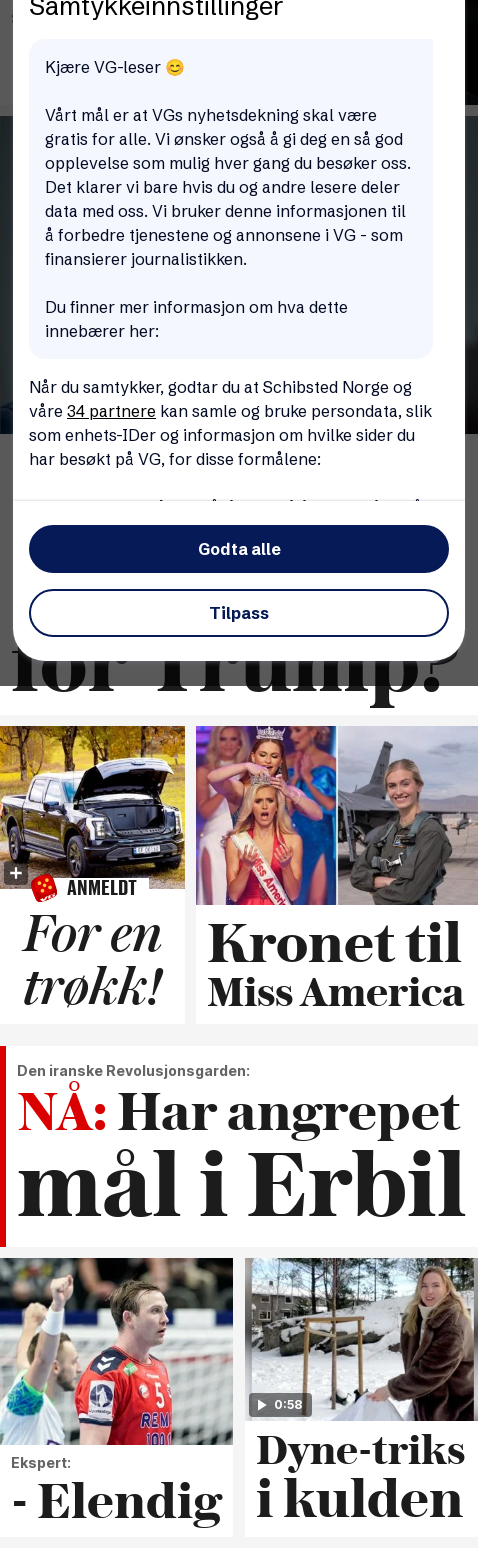 Samtykkeinnstillinger
Kjære VG-leser 😊
Vårt mål er at VGs nyhetsdekning skal være
gratis for alle. Vi ønsker også å gi deg en så god
opplevelse som mulig hver gang du besøker oss.
Det klarer vi bare hvis du og andre lesere deler
data med oss. Vi bruker denne informasjonen til
å forbedre tjenestene og annonsene i VG - som
finansierer journalistikken.
Du finner mer informasjon om hva dette
innebærer her:
Når du samtykker, godtar du at Schibsted Norge og
våre 34 partnere kan samle og bruke persondata, slik
som enhets-IDer og informasjon om hvilke sider du
har besøkt på VG, for disse formålene:
Godta alle
Tilpass
for Trump?
ANMELDT
For en
trøkk!
Miss America
Kronet til
Miss America
Den iranske Revolusjonsgarden:
NÅ: Har angrepet
mål i Erbil
5
REMA
1000
Ekspert:
- Elendig
0:58
Dyne-triks
i kulden